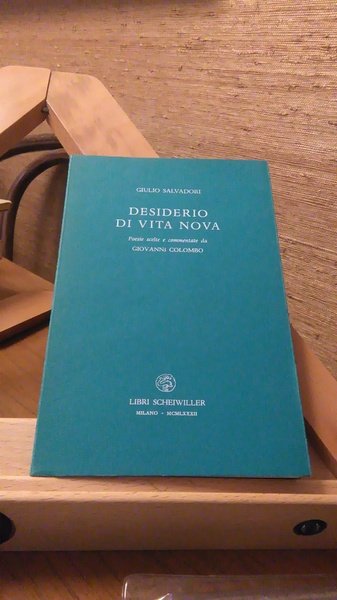 GIULIO SALVADORI
DESIDERIO
DI VITA NOVA
Poesie scelte e commentate da
GIOVANNI COLOMBO
LIBRI SCHEIWILLER
MILANO - MCMLXXXII